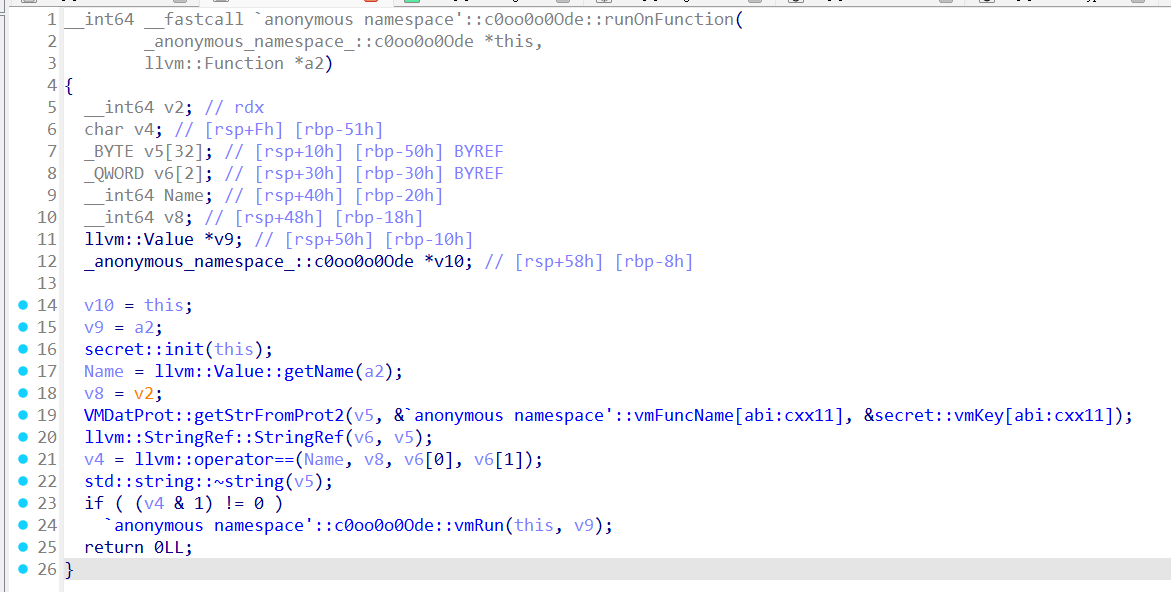 1 __int64 __fastcall `anonymous namespace'::c0oo0o0Ode::runOnFunction(
2 _anonymous_namespace_::c0oo0o0Ode *this,
3 llvm::Function *a2)
4 {
5 __int64 v2; // rdx
6 char v4; // [rsp+Fh] [rbp-51h]
7 _BYTE v5[32]; // [rsp+10h] [rbp-50h] BYREF
8 _QWORD v6[2]; // [rsp+30h] [rbp-30h] BYREF
9 __int64 Name; // [rsp+40h] [rbp-20h]
10 __int64 v8; // [rsp+48h] [rbp-18h]
11 llvm::Value *v9; // [rsp+50h] [rbp-10h]
12 _anonymous_namespace_::c0oo0o0Ode *v10; // [rsp+58h] [rbp-8h]
13
14 v10 = this;
15 v9 = a2;
16 secret::init(this);
17 Name = llvm::Value::getName(a2);
18 v8 = v2;
19 VMDatProt::getStrFromProt2(v5, &`anonymous namespace'::vmFuncName[abi:cxx11], &secret::vmKey[abi:cxx11]);
20 llvm::StringRef::StringRef(v6, v5);
21 v4 = llvm::operator==(Name, v8, v6[0], v6[1]);
22 std::string::~string(v5);
23 if ( (v4 & 1) != 0 )
24 `anonymous namespace'::c0oo0o0Ode::vmRun(this, v9);
25 return 0LL;
26 }